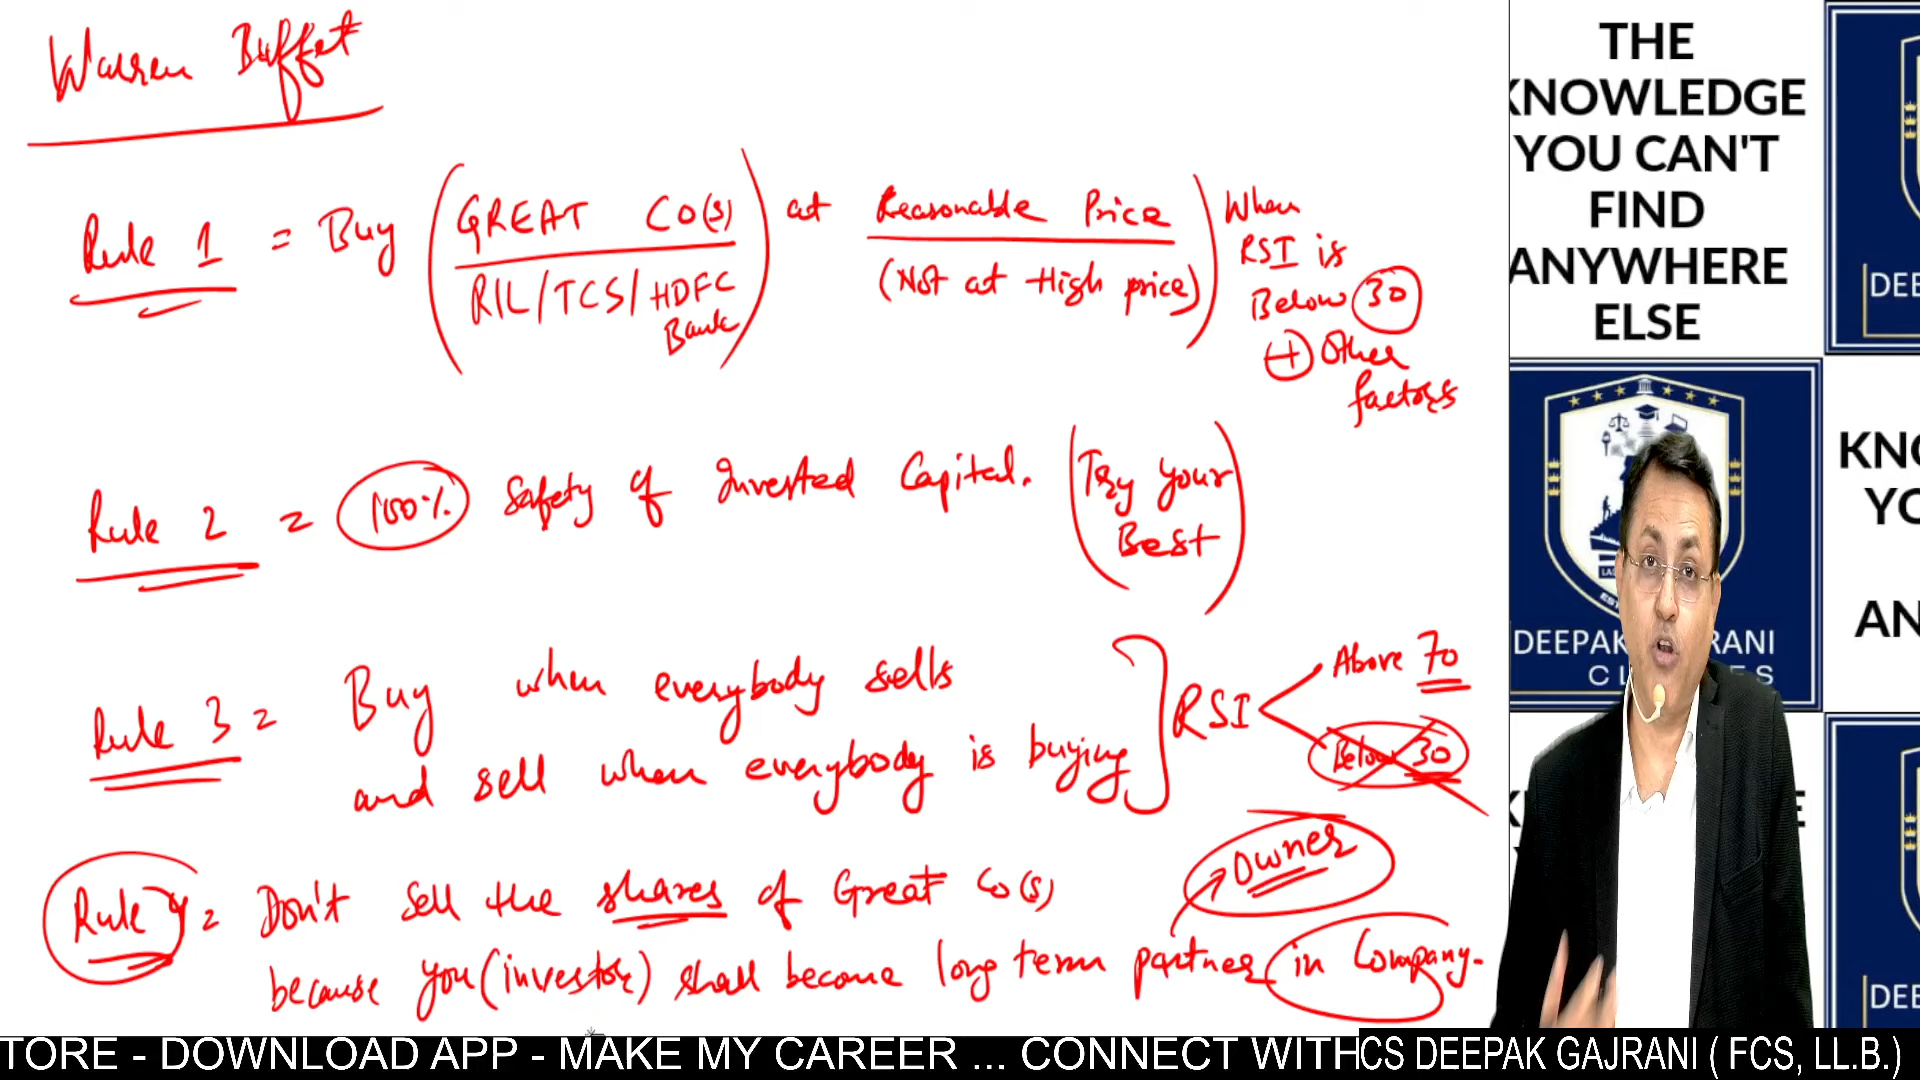 Warren Buffet
Rule 1 = Buy (GREAT CO(s) at Reasonable Price When
RIL/TCS/HDFC Bank) (Not at High price) RSI is
Below 30
+ Other
factors
Rule 2 = 100% Safety of Invested Capital. (Try your
Best)
Rule 3 = Buy when everybody sells
and sell when everybody is buying] RSI
Above 70
Below 30
Rule 4 = Don't sell the shares of Great co(s)
Owner
because you (investor) shall become long term partner in Company.
THE
KNOWLEDGE
YOU CAN'T
FIND
ANYWHERE
ELSE
DEE
KNO
YO
AN
DEEPAK GAJRANI
DEE
TORE - DOWNLOAD APP - MAKE MY CAREER ... CONNECT WITH CS DEEPAK GAJRANI ( FCS, LL.B.)